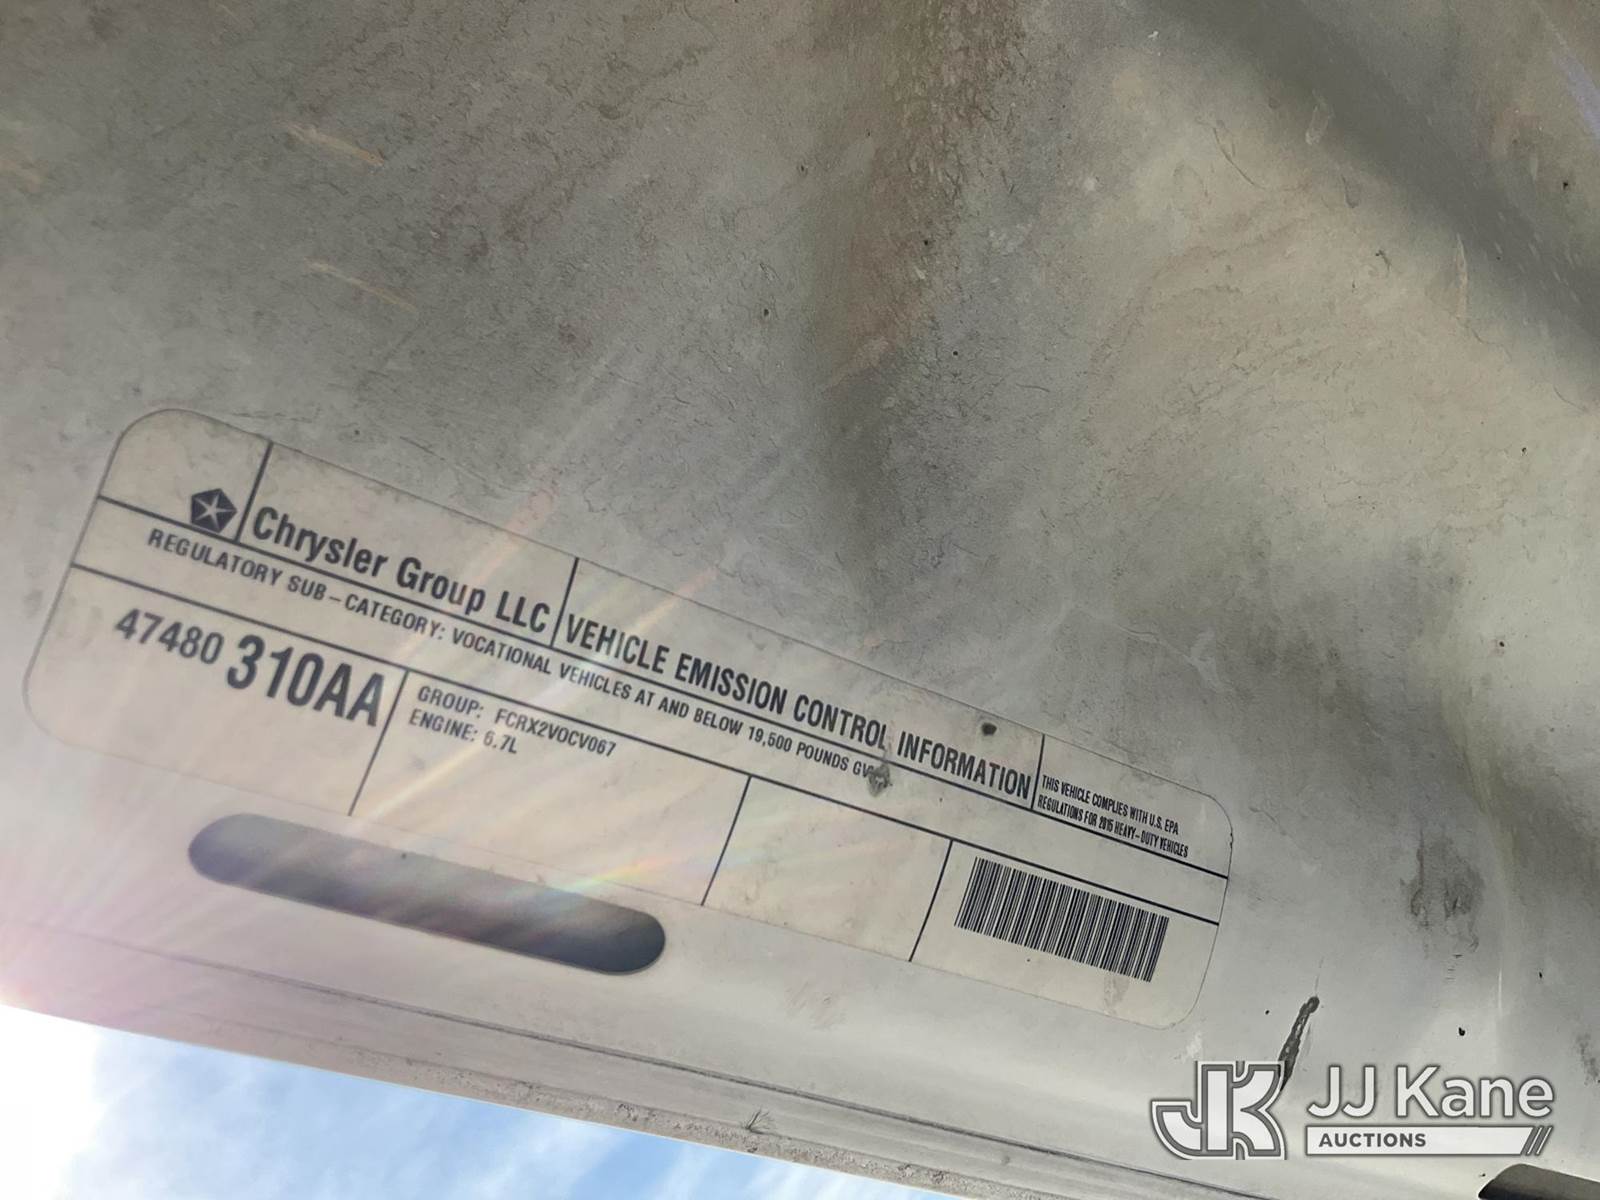 Chrysler Group LLC
VEHICLE EMISSION CONTROL INFORMATION
THIS VEHICLE COMPLIES WITH U.S. EPA
REGULATIONS FOR 2015 HEAVY-DUTY VEHICLES
REGULATORY SUB-CATEGORY: VOCATIONAL VEHICLES AT AND BELOW 19,500 POUNDS
47480 310AA
GROUP: FCRX2VOCV067
ENGINE: 6.7L
JJ Kane
AUCTIONS